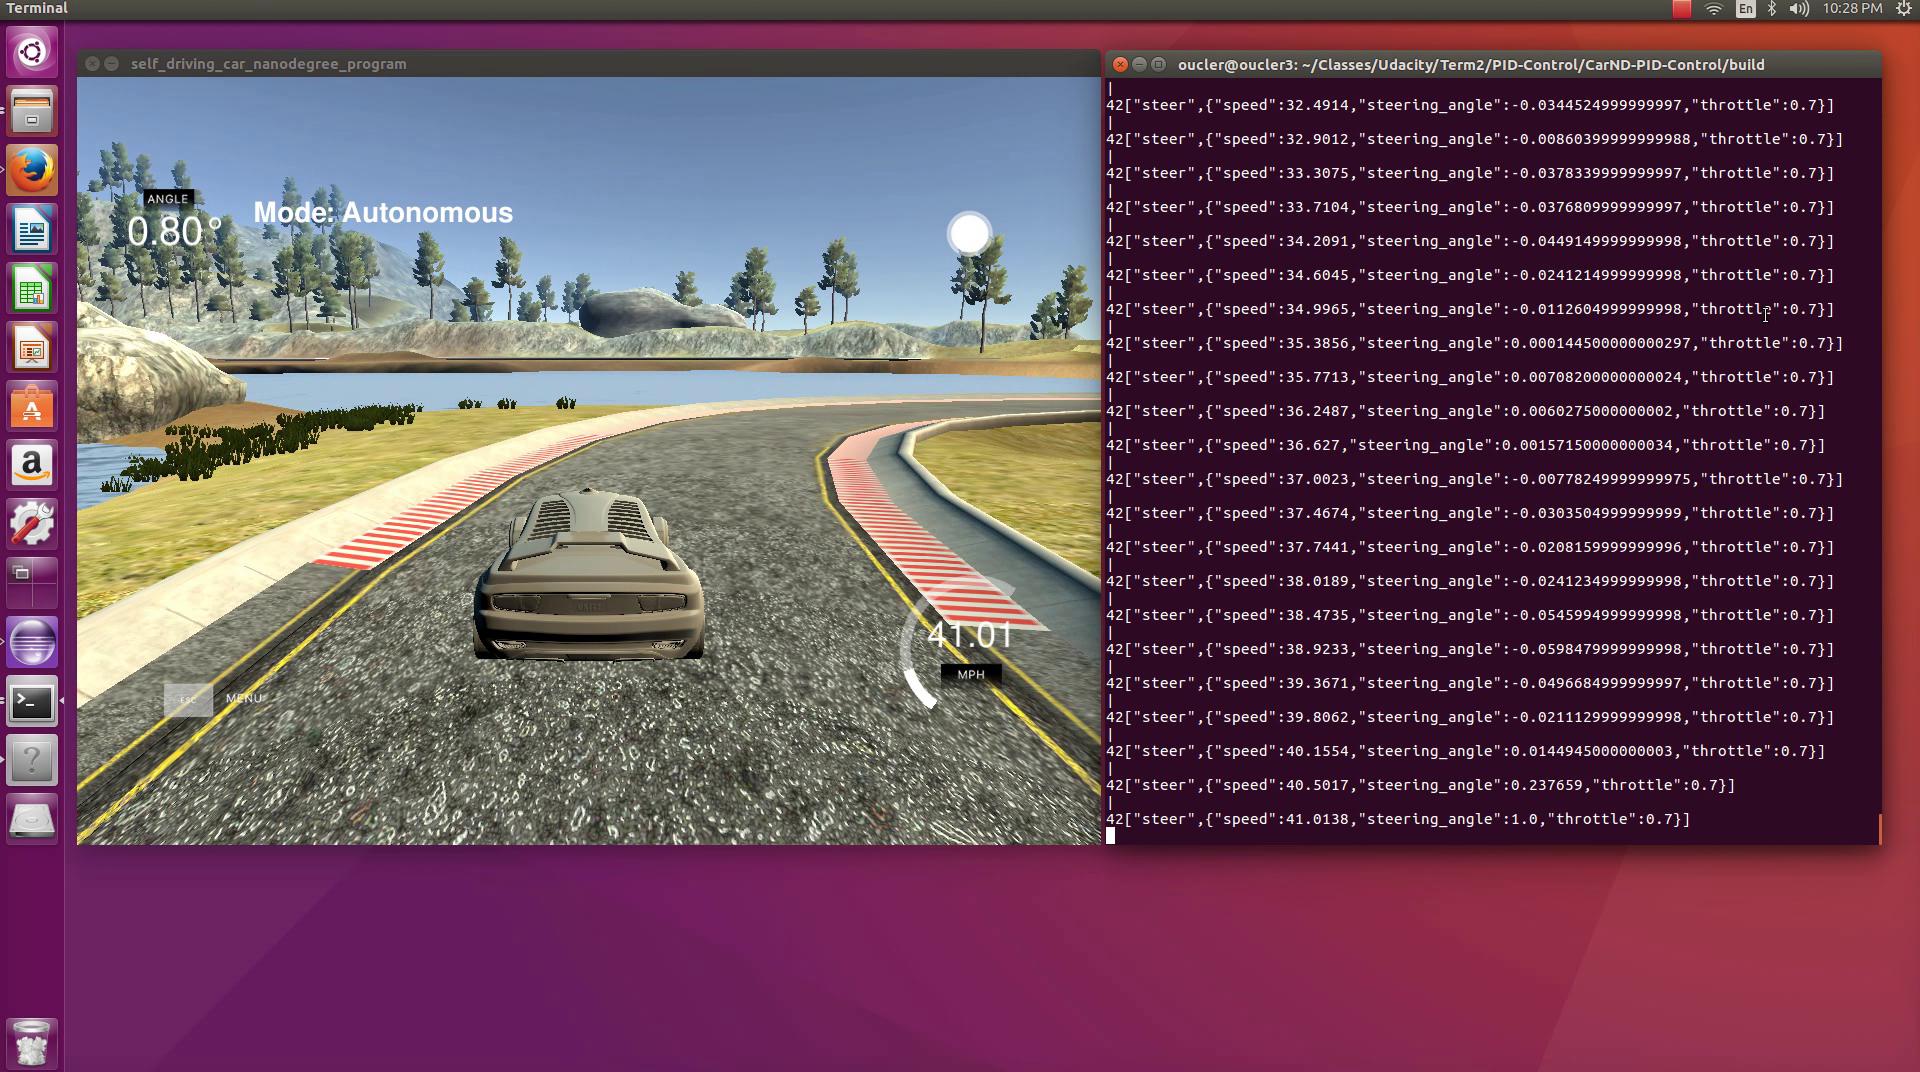 Terminal
En
10:28 PM
self_driving_car_nanodegree_program
ANGLE
0.80°
Mode: Autonomous
41.01
MPH
ESC
MENU
oucler@oucler3: ~/Classes/Udacity/Term2/PID-Control/CarND-PID-Control/build
|
42["steer",{"speed":32.4914,"steering_angle":-0.0344524999999997,"throttle":0.7}]
|
42["steer",{"speed":32.9012,"steering_angle":-0.00860399999999988,"throttle":0.7}]
|
42["steer",{"speed":33.3075,"steering_angle":-0.0378339999999997,"throttle":0.7}]
|
42["steer",{"speed":33.7104,"steering_angle":-0.0376809999999997,"throttle":0.7}]
|
42["steer",{"speed":34.2091,"steering_angle":-0.0449149999999998,"throttle":0.7}]
|
42["steer",{"speed":34.6045,"steering_angle":-0.0241214999999998,"throttle":0.7}]
|
42["steer",{"speed":34.9965,"steering_angle":-0.0112604999999998,"throttle":0.7}]
|
42["steer",{"speed":35.3856,"steering_angle":0.000144500000000297,"throttle":0.7}]
|
42["steer",{"speed":35.7713,"steering_angle":0.00708200000000024,"throttle":0.7}]
|
42["steer",{"speed":36.2487,"steering_angle":0.0060275000000002,"throttle":0.7}]
|
42["steer",{"speed":36.627,"steering_angle":0.00157150000000034,"throttle":0.7}]
|
42["steer",{"speed":37.0023,"steering_angle":-0.00778249999999975,"throttle":0.7}]
|
42["steer",{"speed":37.4674,"steering_angle":-0.0303504999999999,"throttle":0.7}]
|
42["steer",{"speed":37.7441,"steering_angle":-0.0208159999999996,"throttle":0.7}]
|
42["steer",{"speed":38.0189,"steering_angle":-0.0241234999999998,"throttle":0.7}]
|
42["steer",{"speed":38.4735,"steering_angle":-0.0545994999999998,"throttle":0.7}]
|
42["steer",{"speed":38.9233,"steering_angle":-0.0598479999999998,"throttle":0.7}]
|
42["steer",{"speed":39.3671,"steering_angle":-0.0496684999999997,"throttle":0.7}]
|
42["steer",{"speed":39.8062,"steering_angle":-0.0211129999999998,"throttle":0.7}]
|
42["steer",{"speed":40.1554,"steering_angle":0.0144945000000003,"throttle":0.7}]
|
42["steer",{"speed":40.5017,"steering_angle":0.237659,"throttle":0.7}]
|
42["steer",{"speed":41.0138,"steering_angle":1.0,"throttle":0.7}]